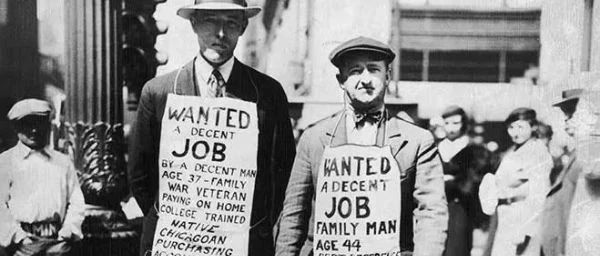 WANTED
A DECENT
JOB
BY A DECENT MAN
AGE 37-FAMILY
WAR VETERAN
PAYING ON HOME
COLLEGE TRAINED
NATIVE
CHICAGOAN
PURCHASING
WANTED
A DECENT
JOB
FAMILY MAN
AGE 44